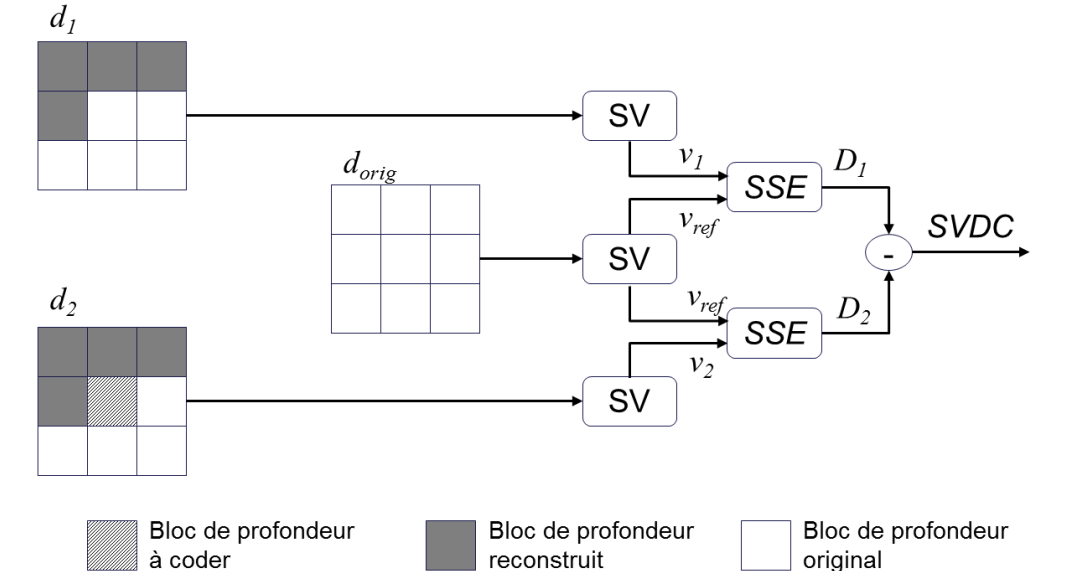 d1
SV
v1
D1
SSE
dorig
vref
SVDC
SV
-
d2
vref
D2
SSE
v2
SV
Bloc de profondeur
à coder
Bloc de profondeur
reconstruit
Bloc de profondeur
original